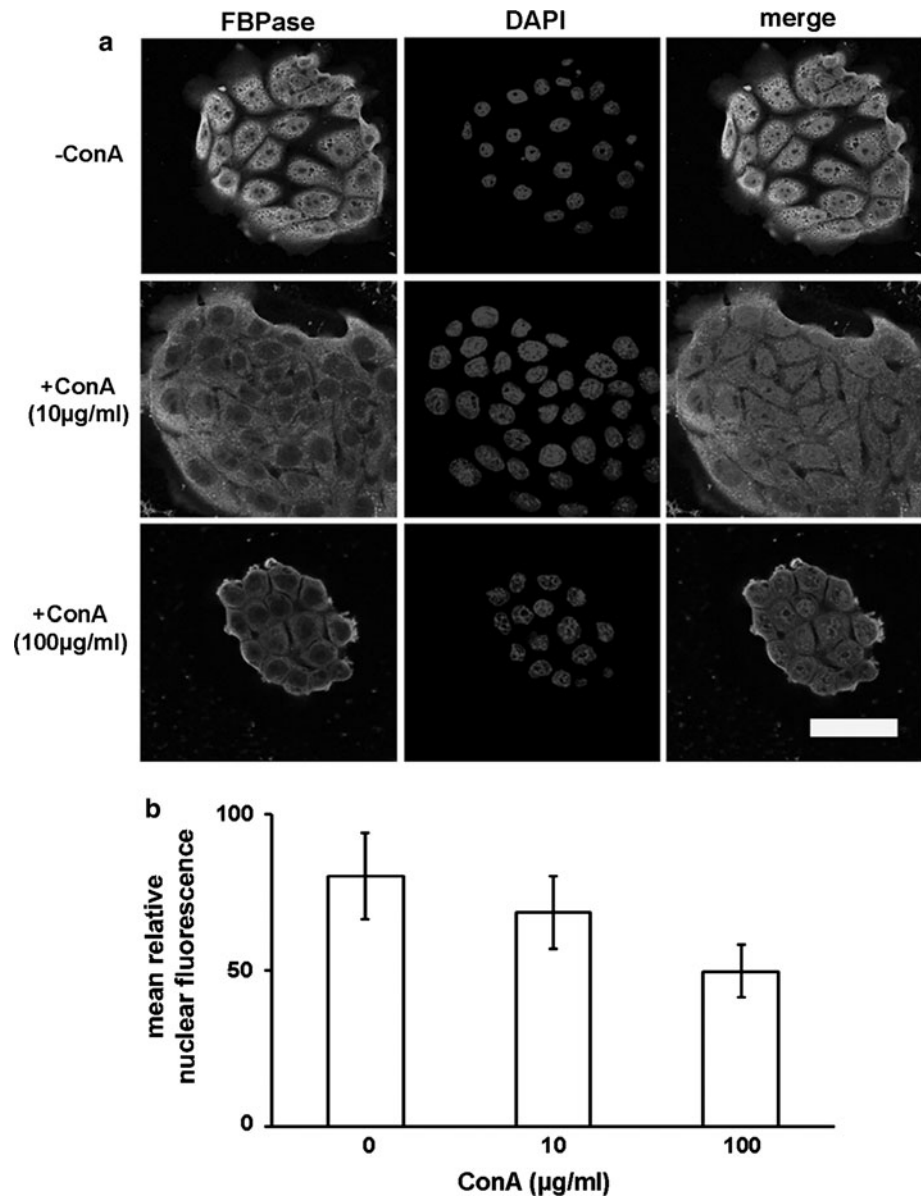 a
FBPase DAPI merge
-ConA
+ConA
(10µg/ml)
+ConA
(100µg/ml)
b
100
50
0
mean relative
nuclear fluorescence
0 10 100
ConA (µg/ml)